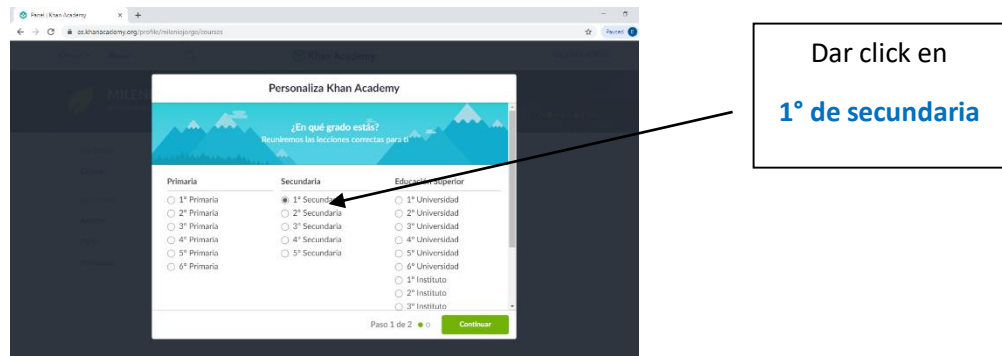 Panel | Khan Academy
es.khanacademy.org/profile/mileniojorge/courses
Paused
Khan Academy
MILEN
Personaliza Khan Academy
¿En qué grado estás?
Reuniremos las lecciones correctas para ti
Primaria
1° Primaria
2° Primaria
3° Primaria
4° Primaria
5° Primaria
6° Primaria
Secundaria
1° Secundaria
2° Secundaria
3° Secundaria
4° Secundaria
5° Secundaria
Educación Superior
1° Universidad
2° Universidad
3° Universidad
4° Universidad
5° Universidad
6° Universidad
1° Instituto
2° Instituto
3° Instituto
Paso 1 de 2
Continuar
Dar click en
1° de secundaria